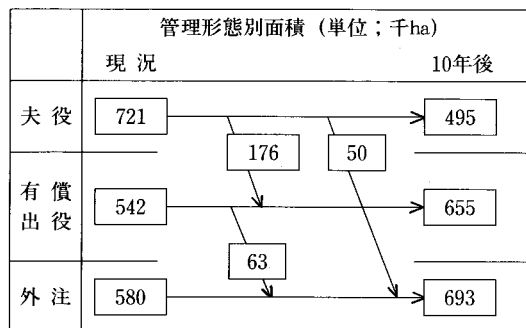 管理形態別面積 (単位;千ha)
現況 10年後
夫役 721 495
176 50
有償
出役 542 655
63
外注 580 693